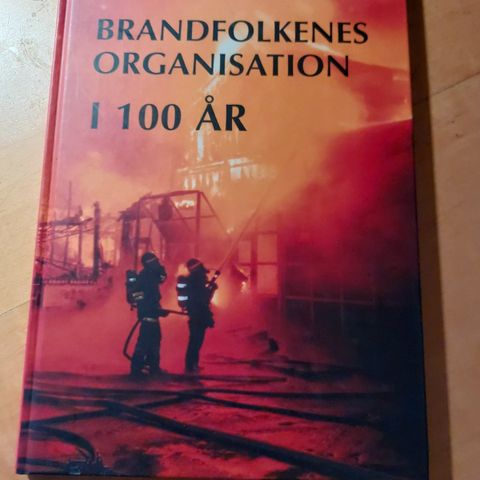 BRANDFOLKENES
ORGANISATION
I 100 ÅR